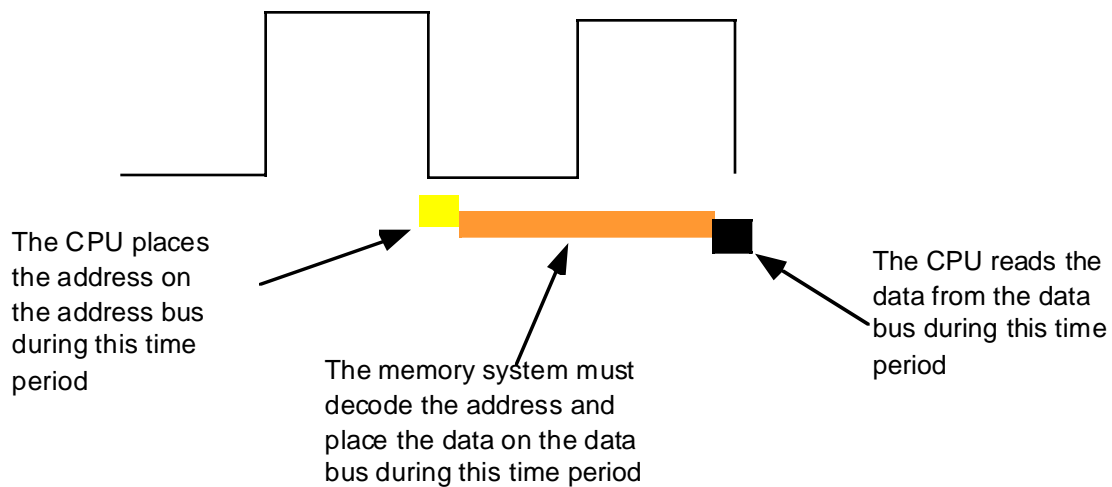 The CPU places
the address on
the address bus
during this time
period
The memory system must
decode the address and
place the data on the data
bus during this time period
The CPU reads the
data from the data
bus during this time
period